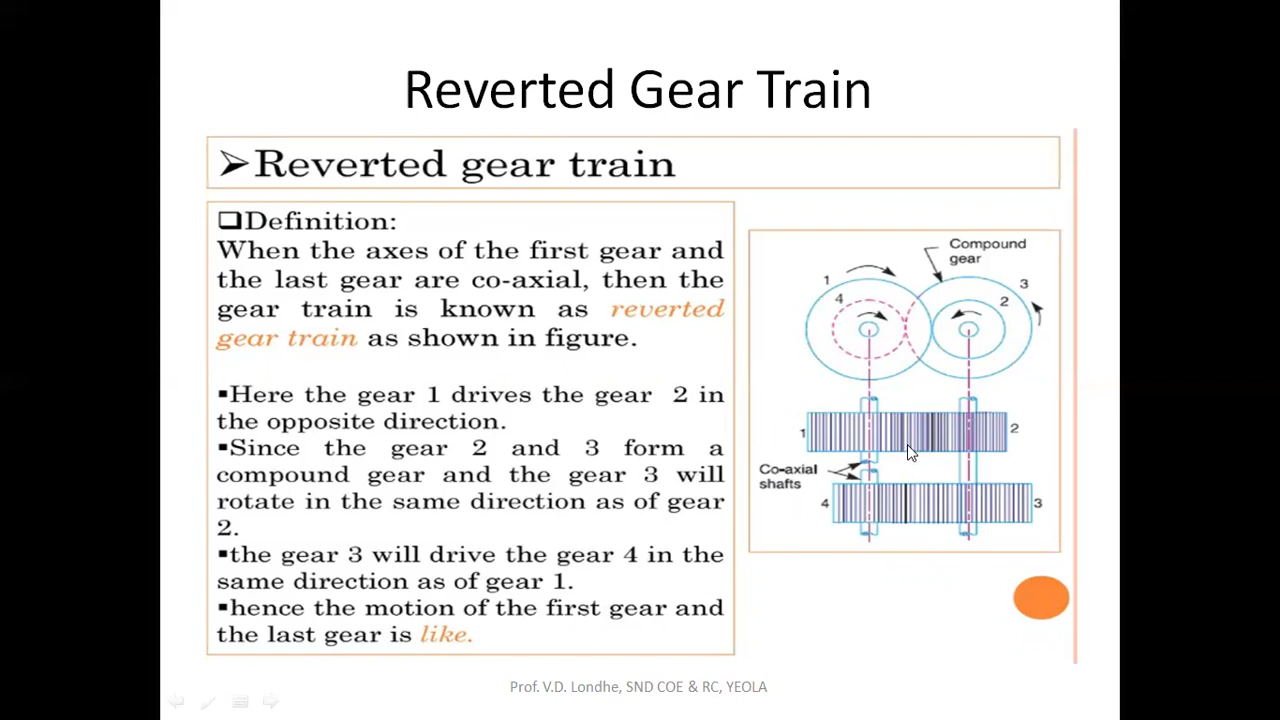 Reverted Gear Train
➤Reverted gear train
❑Definition:
When the axes of the first gear and
the last gear are co-axial, then the
gear train is known as reverted
gear train as shown in figure.
▪Here the gear 1 drives the gear 2 in
the opposite direction.
▪Since the gear 2 and 3 form a
compound gear and the gear 3 will
rotate in the same direction as of gear
2.
▪the gear 3 will drive the gear 4 in the
same direction as of gear 1.
▪hence the motion of the first gear and
the last gear is like.
Compound
gear
1
3
4
2
1
2
Co-axial
shafts
4
3
Prof. V.D. Londhe, SND COE & RC, YEOLA